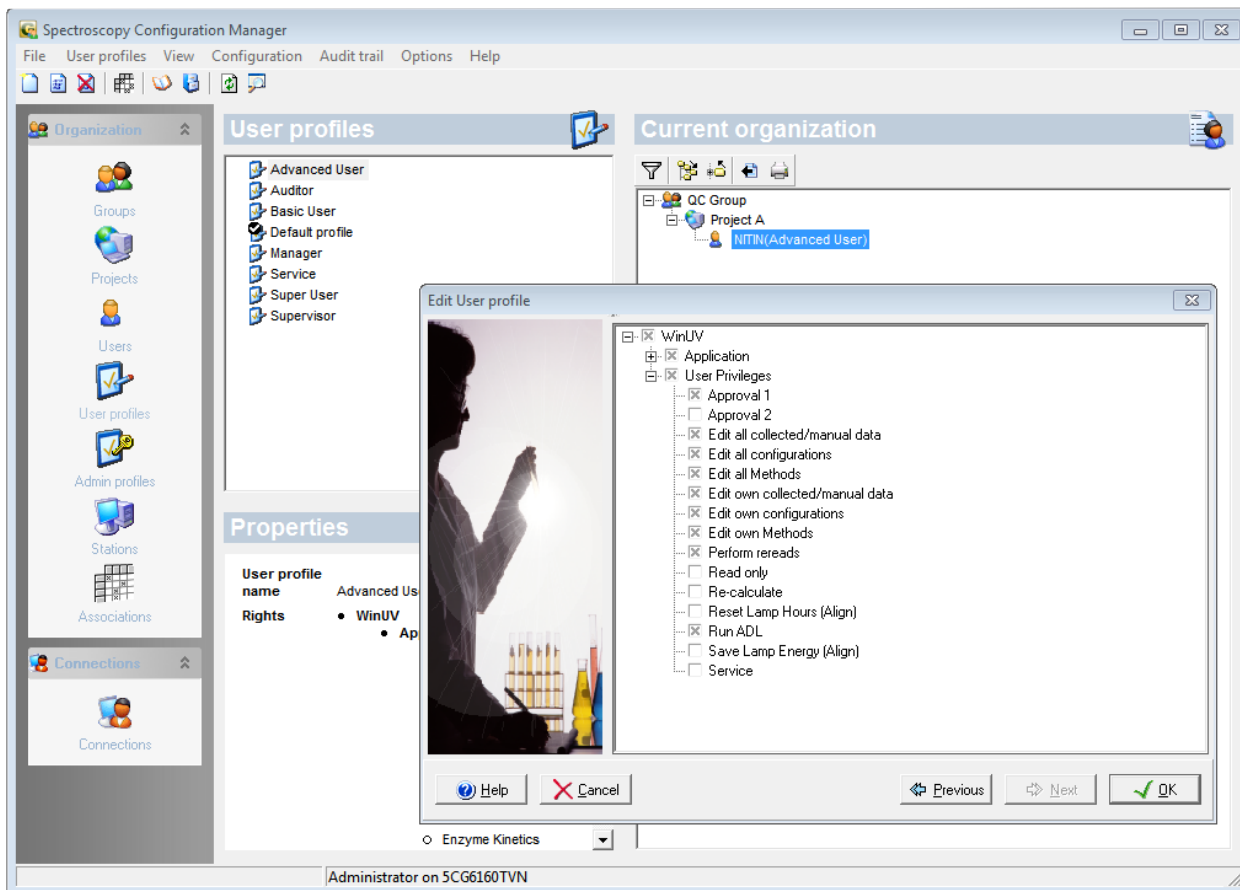 Spectroscopy Configuration Manager
File User profiles View Configuration Audit trail Options Help
Organization
Groups
Projects
Users
User profiles
Admin profiles
Stations
Associations
Connections
Connections
User profiles
Advanced User
Auditor
Basic User
Default profile
Manager
Service
Super User
Supervisor
Current organization
QC Group
Project A
NITIN(Advanced User)
Properties
User profile
name Advanced Us
Rights • WinUV
• Ap
Enzyme Kinetics
Edit User profile
WinUV
Application
User Privileges
Approval 1
Approval 2
Edit all collected/manual data
Edit all configurations
Edit all Methods
Edit own collected/manual data
Edit own configurations
Edit own Methods
Perform rereads
Read only
Re-calculate
Reset Lamp Hours (Align)
Run ADL
Save Lamp Energy (Align)
Service
Help Cancel Previous Next OK
Administrator on 5CG6160TVN